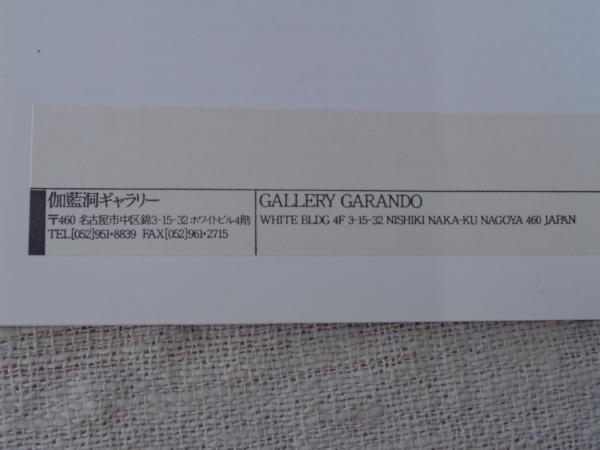 伽藍洞ギャラリー
〒460 名古屋市中区錦3-15-32 ホワイトビル4階
TEL[052]951•8839 FAX[052]961•2715
GALLERY GARANDO
WHITE BLDG 4F 3-15-32 NISHIKI NAKA-KU NAGOYA 460 JAPAN